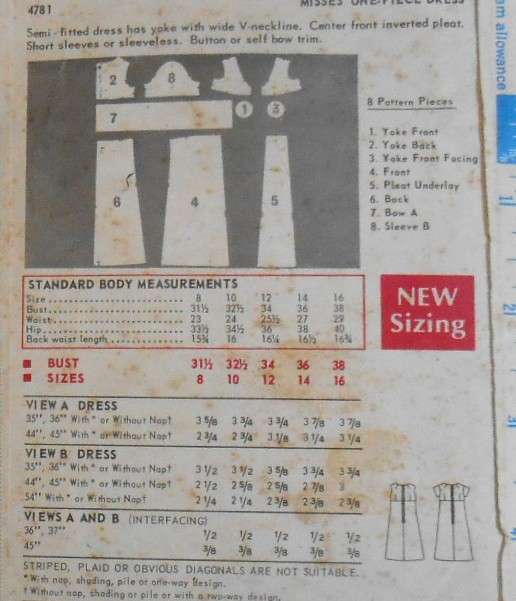 4781
MISSES' ONE-PIECE DRESS
Semi-fitted dress has yoke with wide V-neckline. Center front inverted pleat.
Short sleeves or sleeveless. Button or self bow trim.
allowance
2
8
7
1
3
6
4
5
8 Pattern Pieces
1. Yoke Front
2. Yoke Back
3. Yoke Front Facing
4. Front
5. Pleat Underlay
6. Back
7. Bow A
8. Sleeve B
STANDARD BODY MEASUREMENTS
Size 8 10 12 14 16
Bust 31½ 32½ 34 36 38
Waist 23 24 25½ 27 29
Hip 33½ 34½ 36 38 40
Back waist length 15¾ 16 16¼ 16½ 16¾
NEW
Sizing
BUST 31½ 32½ 34 36 38
SIZES 8 10 12 14 16
VIEW A DRESS
35", 36" With* or Without Nap† 3 5/8 3 3/4 3 3/4 3 7/8 3 7/8
44", 45" With* or Without Nap† 2 3/4 2 3/4 3 1/8 3 1/4 3 1/4
VIEW B DRESS
35", 36" With* or Without Nap† 3 1/2 3 1/2 3 5/8 3 3/4 3 3/4
44", 45" With* or Without Nap† 2 1/2 2 5/8 2 5/8 2 7/8 3
54" With* or Without Nap† 2 1/4 2 1/4 2 3/8 2 3/8 2 3/8
VIEWS A AND B (INTERFACING)
36", 37" 1/2 1/2 1/2 1/2 1/2
45" 3/8 3/8 3/8 3/8 3/8
STRIPED, PLAID OR OBVIOUS DIAGONALS ARE NOT SUITABLE.
*With nap, shading, pile or one-way design.
†Without nap, shading or pile or with a two-way design.
1
2
3
4